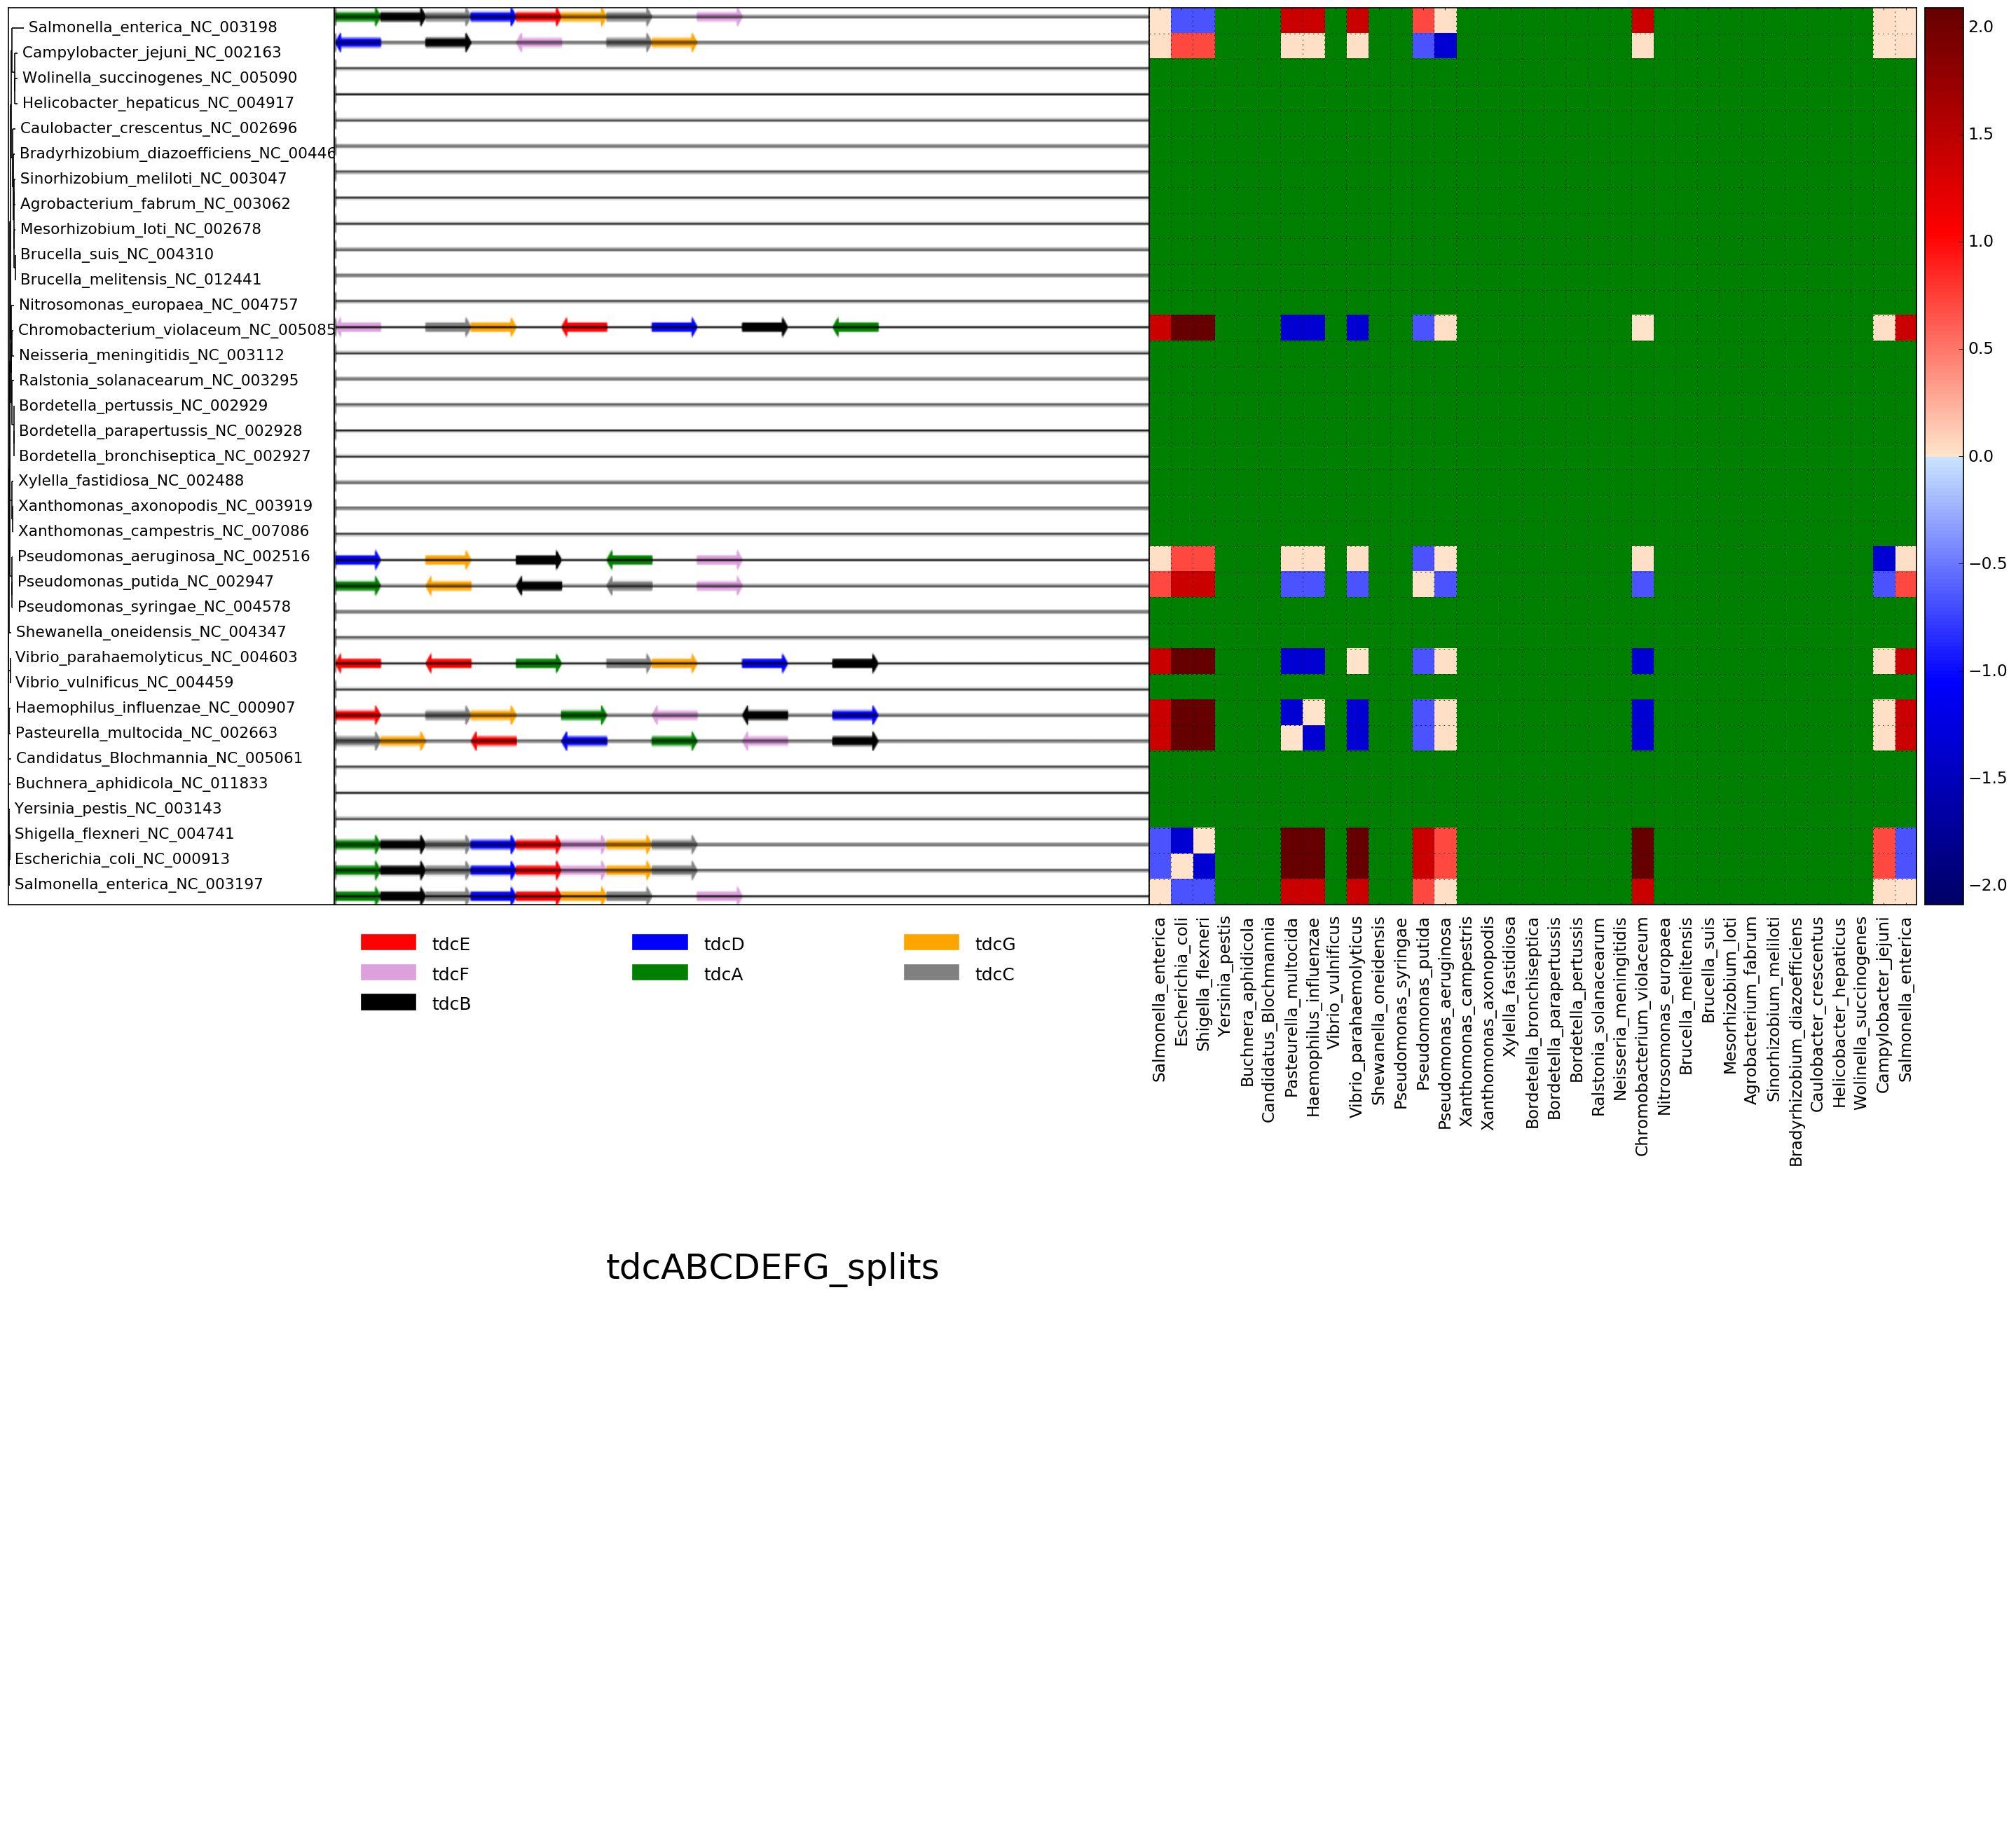 Salmonella_enterica_NC_003198
Campylobacter_jejuni_NC_002163
Wolinella_succinogenes_NC_005090
Helicobacter_hepaticus_NC_004917
Caulobacter_crescentus_NC_002696
Bradyrhizobium_diazoefficiens_NC_00446
Sinorhizobium_meliloti_NC_003047
Agrobacterium_fabrum_NC_003062
Mesorhizobium_loti_NC_002678
Brucella_suis_NC_004310
Brucella_melitensis_NC_012441
Nitrosomonas_europaea_NC_004757
Chromobacterium_violaceum_NC_005085
Neisseria_meningitidis_NC_003112
Ralstonia_solanacearum_NC_003295
Bordetella_pertussis_NC_002929
Bordetella_parapertussis_NC_002928
Bordetella_bronchiseptica_NC_002927
Xylella_fastidiosa_NC_002488
Xanthomonas_axonopodis_NC_003919
Xanthomonas_campestris_NC_007086
Pseudomonas_aeruginosa_NC_002516
Pseudomonas_putida_NC_002947
Pseudomonas_syringae_NC_004578
Shewanella_oneidensis_NC_004347
Vibrio_parahaemolyticus_NC_004603
Vibrio_vulnificus_NC_004459
Haemophilus_influenzae_NC_000907
Pasteurella_multocida_NC_002663
Candidatus_Blochmannia_NC_005061
Buchnera_aphidicola_NC_011833
Yersinia_pestis_NC_003143
Shigella_flexneri_NC_004741
Escherichia_coli_NC_000913
Salmonella_enterica_NC_003197
2.0
1.5
1.0
0.5
0.0
−0.5
−1.0
−1.5
−2.0
tdcE tdcD tdcG
tdcF tdcA tdcC
tdcB
Salmonella_enterica
Escherichia_coli
Shigella_flexneri
Yersinia_pestis
Buchnera_aphidicola
Candidatus_Blochmannia
Pasteurella_multocida
Haemophilus_influenzae
Vibrio_vulnificus
Vibrio_parahaemolyticus
Shewanella_oneidensis
Pseudomonas_syringae
Pseudomonas_putida
Pseudomonas_aeruginosa
Xanthomonas_campestris
Xanthomonas_axonopodis
Xylella_fastidiosa
Bordetella_bronchiseptica
Bordetella_parapertussis
Bordetella_pertussis
Ralstonia_solanacearum
Neisseria_meningitidis
Chromobacterium_violaceum
Nitrosomonas_europaea
Brucella_melitensis
Brucella_suis
Mesorhizobium_loti
Agrobacterium_fabrum
Sinorhizobium_meliloti
Bradyrhizobium_diazoefficiens
Caulobacter_crescentus
Helicobacter_hepaticus
Wolinella_succinogenes
Campylobacter_jejuni
Salmonella_enterica
tdcABCDEFG_splits